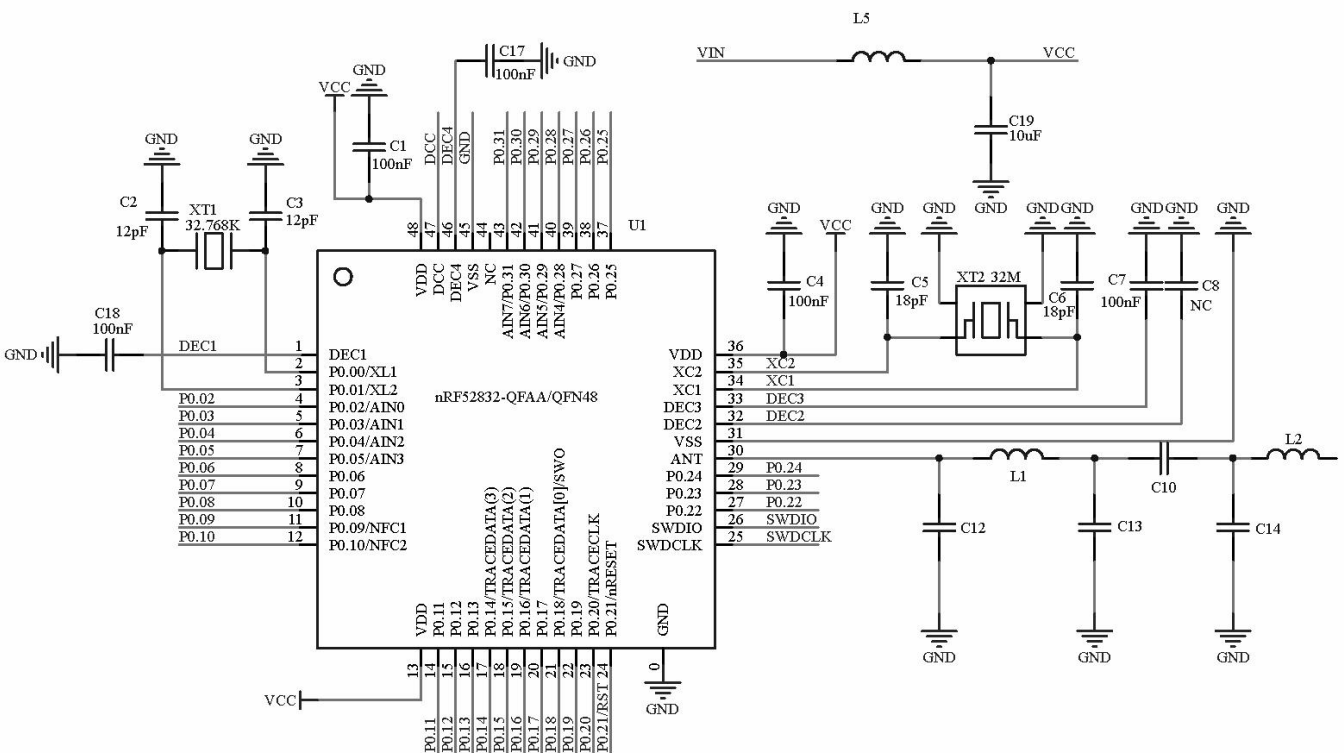 L5
VIN
VCC
C19
10uF
GND
C17
100nF
GND
GND
VCC
C1
100nF
DCC
DEC4
GND
P0.31
P0.30
P0.29
P0.28
P0.27
P0.26
P0.25
GND
GND
C2
12pF
XT1
32.768K
C3
12pF
48
47
46
45
44
43
42
41
40
39
38
37
U1
VDD
DCC
DEC4
VSS
NC
AIN7/P0.31
AIN6/P0.30
AIN5/P0.29
AIN4/P0.28
P0.27
P0.26
P0.25
GND
VCC
GND
GND
GND
GND
GND
GND
GND
C4
100nF
C5
18pF
XT2 32M
C6
18pF
C7
100nF
C8
NC
C18
100nF
GND
DEC1
1
DEC1
2
P0.00/XL1
3
P0.01/XL2
P0.02
4
P0.02/AIN0
P0.03
5
P0.03/AIN1
P0.04
6
P0.04/AIN2
P0.05
7
P0.05/AIN3
P0.06
8
P0.06
P0.07
9
P0.07
P0.08
10
P0.08
P0.09
11
P0.09/NFC1
P0.10
12
P0.10/NFC2
nRF52832-QFAA/QFN48
VDD
36
XC2
35
XC2
XC1
34
XC1
DEC3
33
DEC3
DEC2
32
DEC2
VSS
31
ANT
30
P0.24
29
P0.24
P0.23
28
P0.23
P0.22
27
P0.22
SWDIO
26
SWDIO
SWDCLK
25
SWDCLK
L1
C10
L2
C12
C13
C14
GND
GND
GND
VDD
P0.11
P0.12
P0.13
P0.14/TRACEDATA(3)
P0.15/TRACEDATA(2)
P0.16/TRACEDATA(1)
P0.17
P0.18/TRACEDATA[0]/SWO
P0.19
P0.20/TRACECLK
P0.21/nRESET
GND
13
14
15
16
17
18
19
20
21
22
23
24
0
VCC
P0.11
P0.12
P0.13
P0.14
P0.15
P0.16
P0.17
P0.18
P0.19
P0.20
P0.21/RST
GND